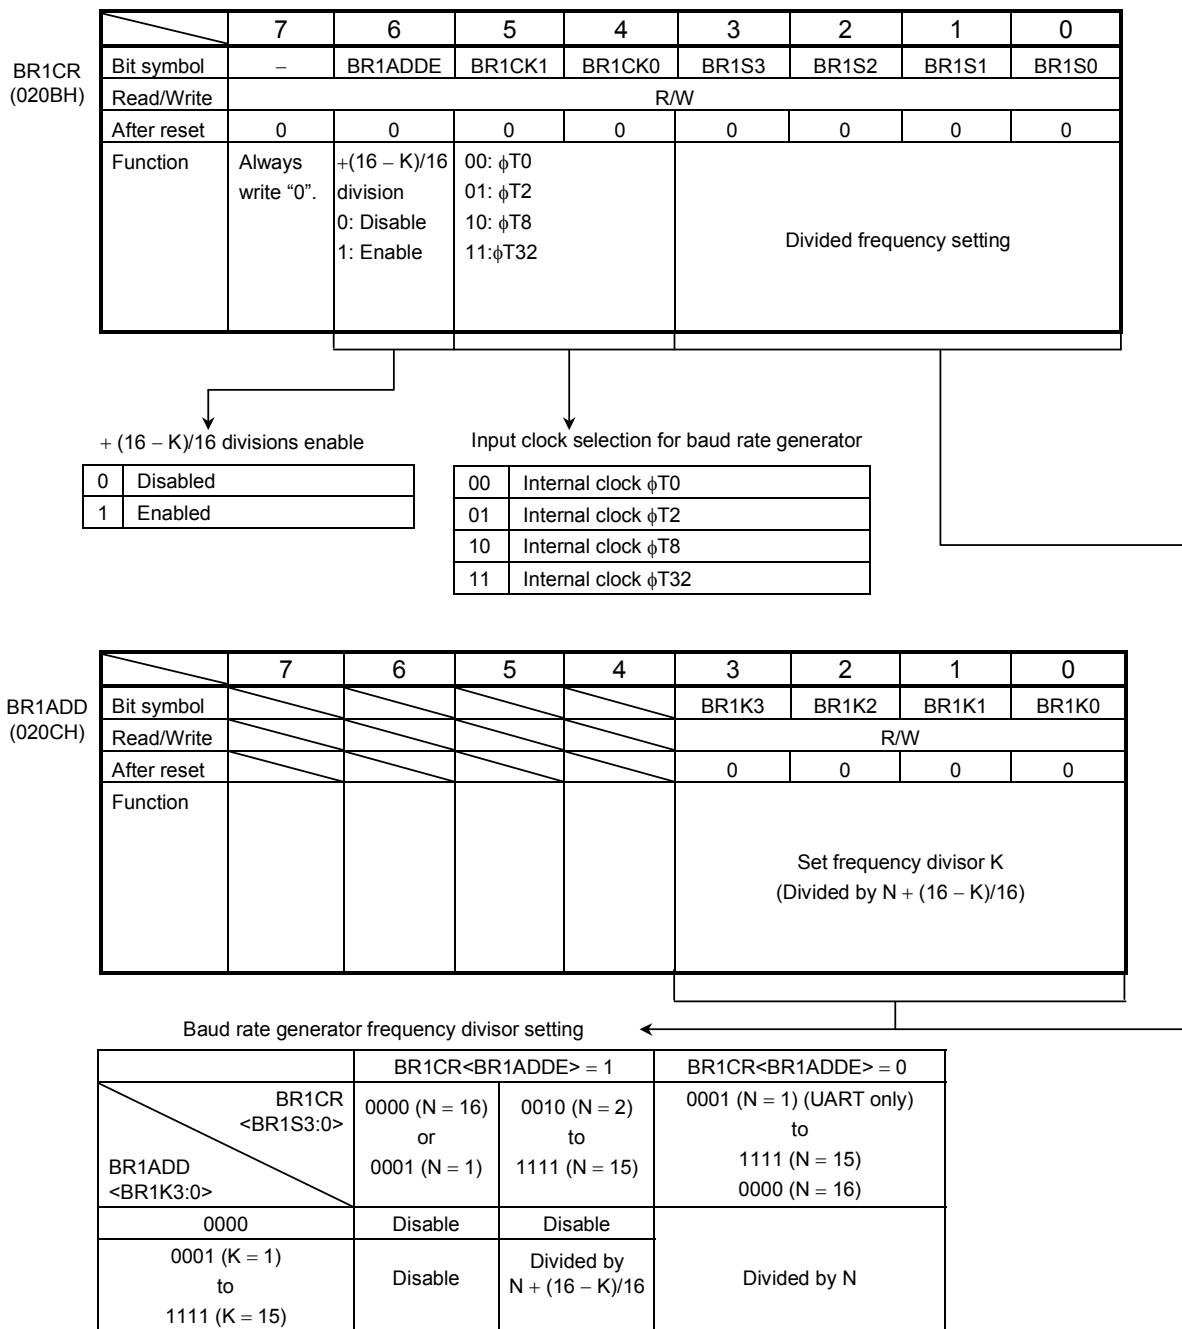 7 6 5 4 3 2 1 0
BR1CR
(020BH)
Bit symbol – BR1ADDE BR1CK1 BR1CK0 BR1S3 BR1S2 BR1S1 BR1S0
Read/Write R/W
After reset 0 0 0 0 0 0 0 0
Function
Always
write “0”.
+(16 – K)/16
division
0: Disable
1: Enable
00: ϕT0
01: ϕT2
10: ϕT8
11:ϕT32
Divided frequency setting
+ (16 – K)/16 divisions enable
0 Disabled
1 Enabled
Input clock selection for baud rate generator
00 Internal clock ϕT0
01 Internal clock ϕT2
10 Internal clock ϕT8
11 Internal clock ϕT32
7 6 5 4 3 2 1 0
BR1ADD
(020CH)
Bit symbol BR1K3 BR1K2 BR1K1 BR1K0
Read/Write R/W
After reset 0 0 0 0
Function
Set frequency divisor K
(Divided by N + (16 – K)/16)
Baud rate generator frequency divisor setting
BR1CR<BR1ADDE> = 1 BR1CR<BR1ADDE> = 0
BR1CR
<BR1S3:0>
BR1ADD
<BR1K3:0>
0000 (N = 16)
or
0001 (N = 1)
0010 (N = 2)
to
1111 (N = 15)
0001 (N = 1) (UART only)
to
1111 (N = 15)
0000 (N = 16)
0000 Disable Disable
0001 (K = 1)
to
1111 (K = 15)
Disable
Divided by
N + (16 – K)/16
Divided by N